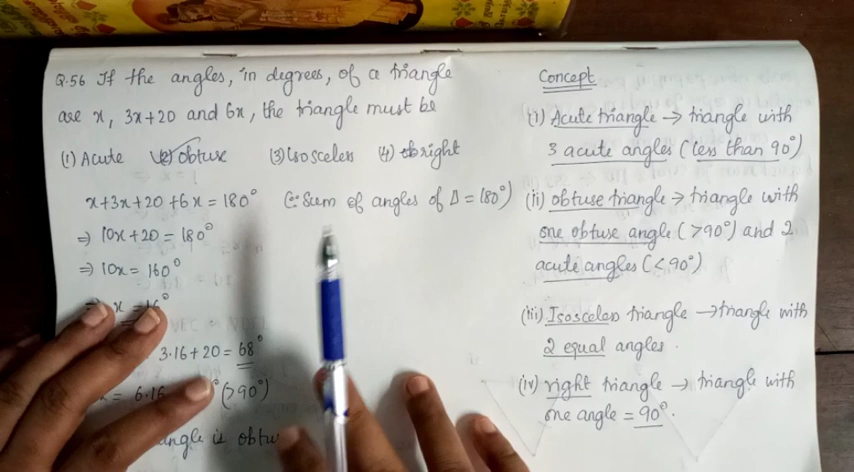 Q.56 If the angles, in degrees, of a triangle
are x, 3x+20 and 6x, the triangle must be
(1) Acute (2) obtuse (3) Isosceles (4) right
x+3x+20+6x = 180° (∵ Sum of angles of Δ = 180°)
⇒ 10x+20 = 180°
⇒ 10x = 160°
⇒ x = 16°
3.16+20 = 68°
= 6.16 (>90°)
angle is obtu
Concept
(i) Acute triangle → triangle with
3 acute angles (less than 90°)
(ii) obtuse triangle → triangle with
one obtuse angle (>90°) and 2
acute angles (<90°)
(iii) Isosceles triangle → triangle with
2 equal angles.
(iv) right triangle → triangle with
one angle = 90°.